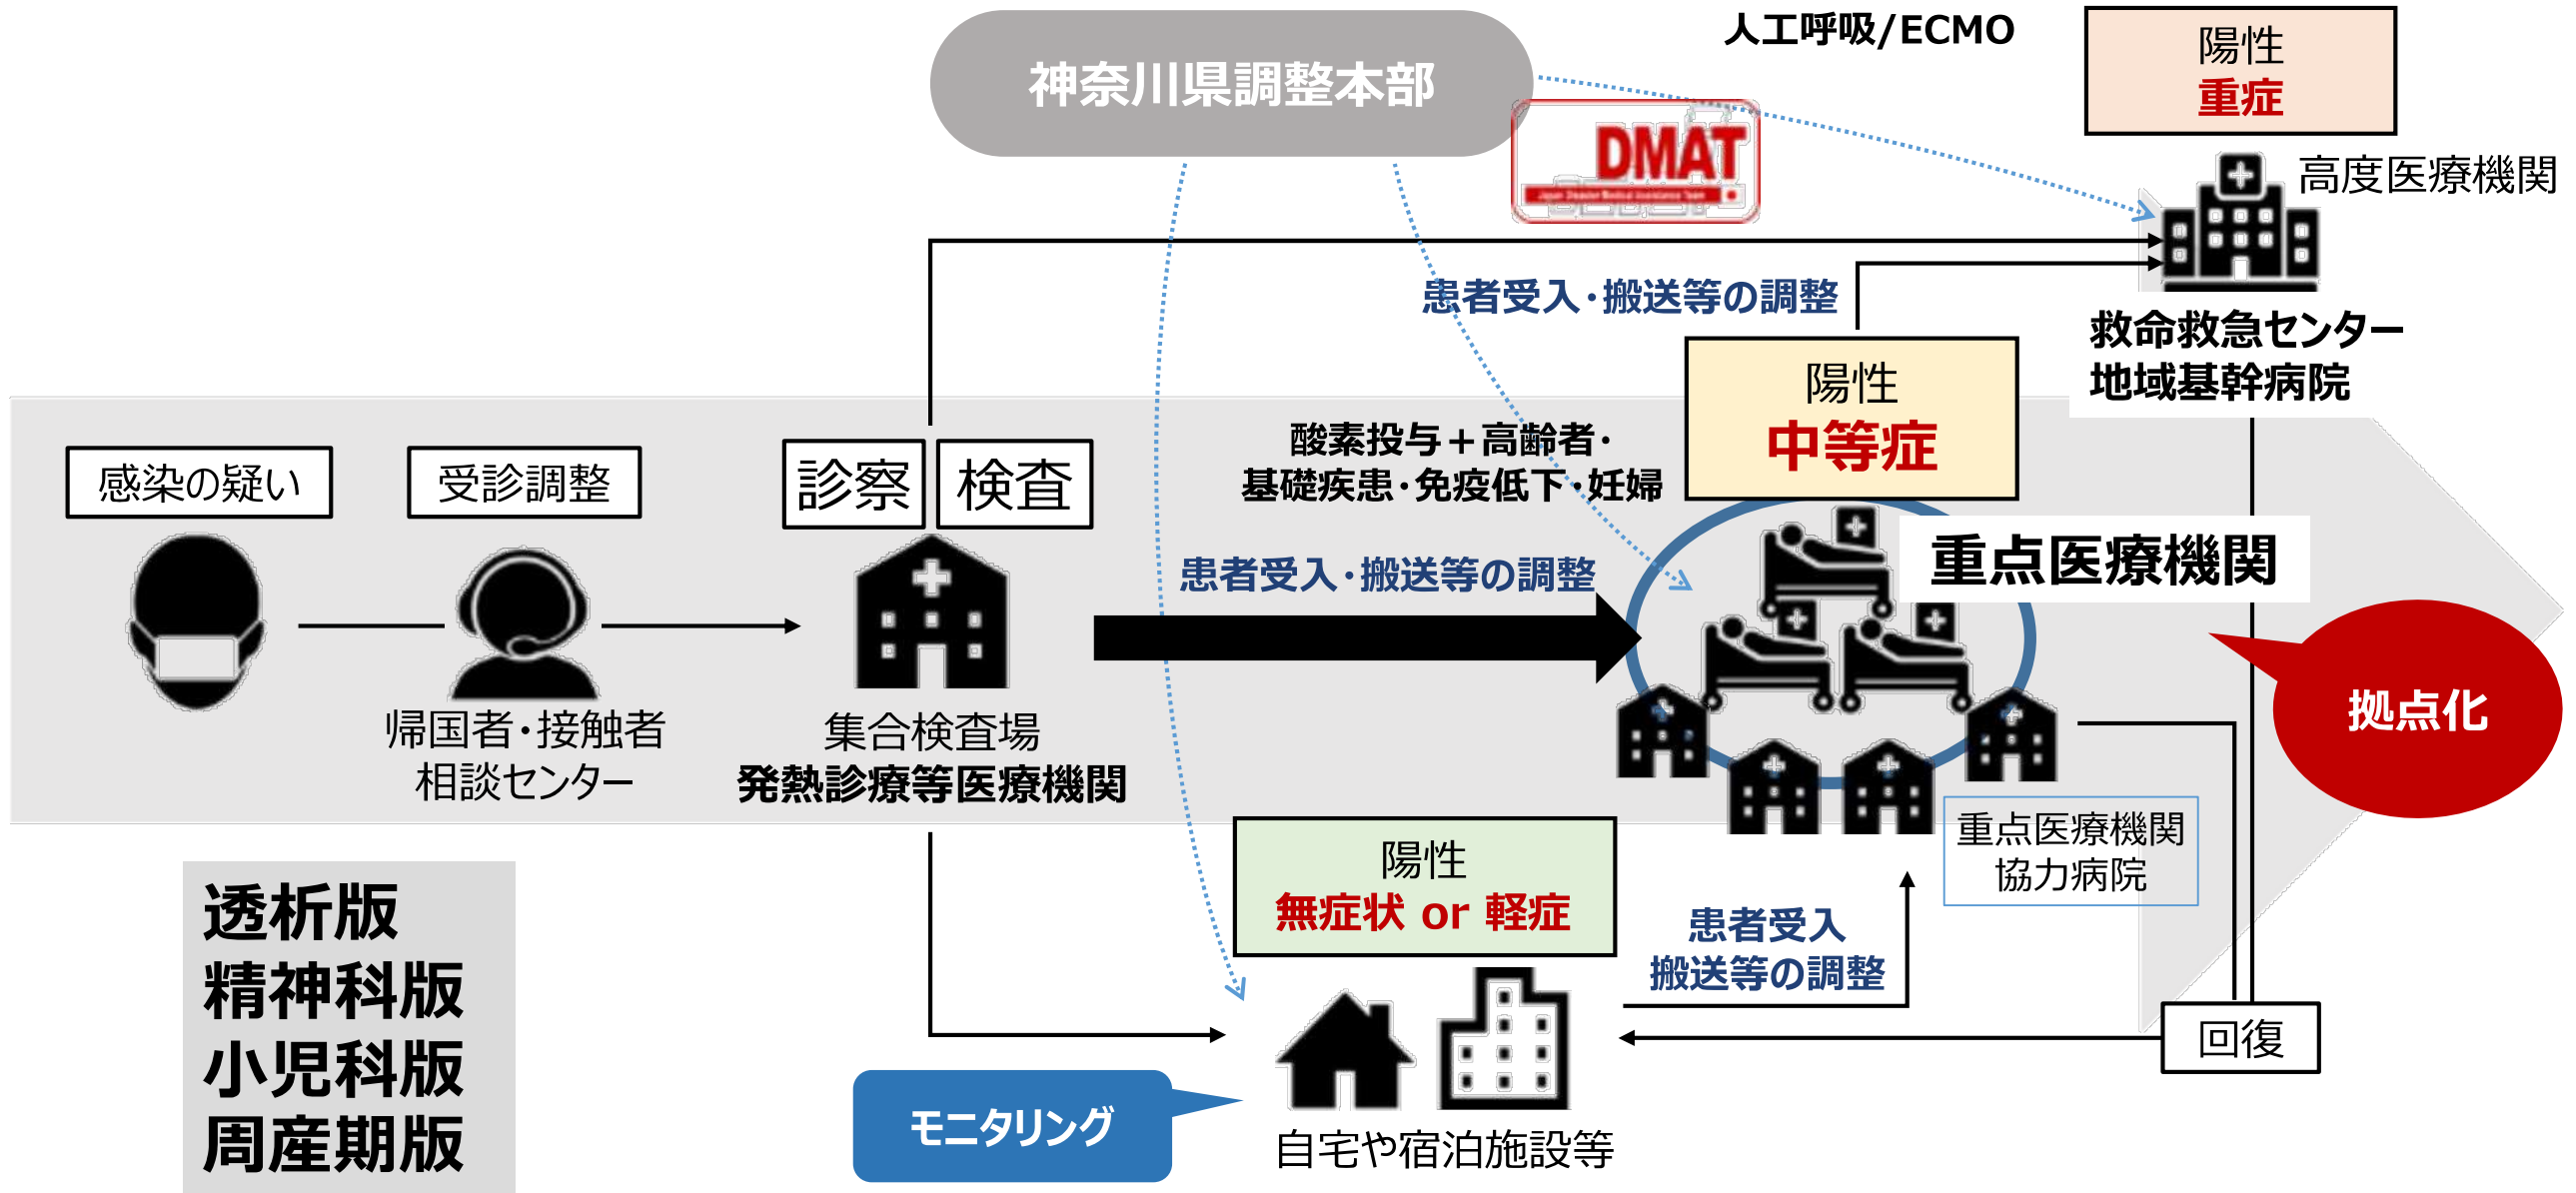 人工呼吸/ECMO
神奈川県調整本部
陽性
重症
DMAT
Japan Disaster Medical Assistance Team
高度医療機関
患者受入・搬送等の調整
救命救急センター
地域基幹病院
陽性
中等症
酸素投与＋高齢者・
基礎疾患・免疫低下・妊婦
感染の疑い
受診調整
診察
検査
重点医療機関
患者受入・搬送等の調整
拠点化
帰国者・接触者
相談センター
集合検査場
発熱診療等医療機関
重点医療機関
協力病院
陽性
無症状 or 軽症
患者受入
搬送等の調整
透析版
精神科版
小児科版
周産期版
回復
モニタリング
自宅や宿泊施設等